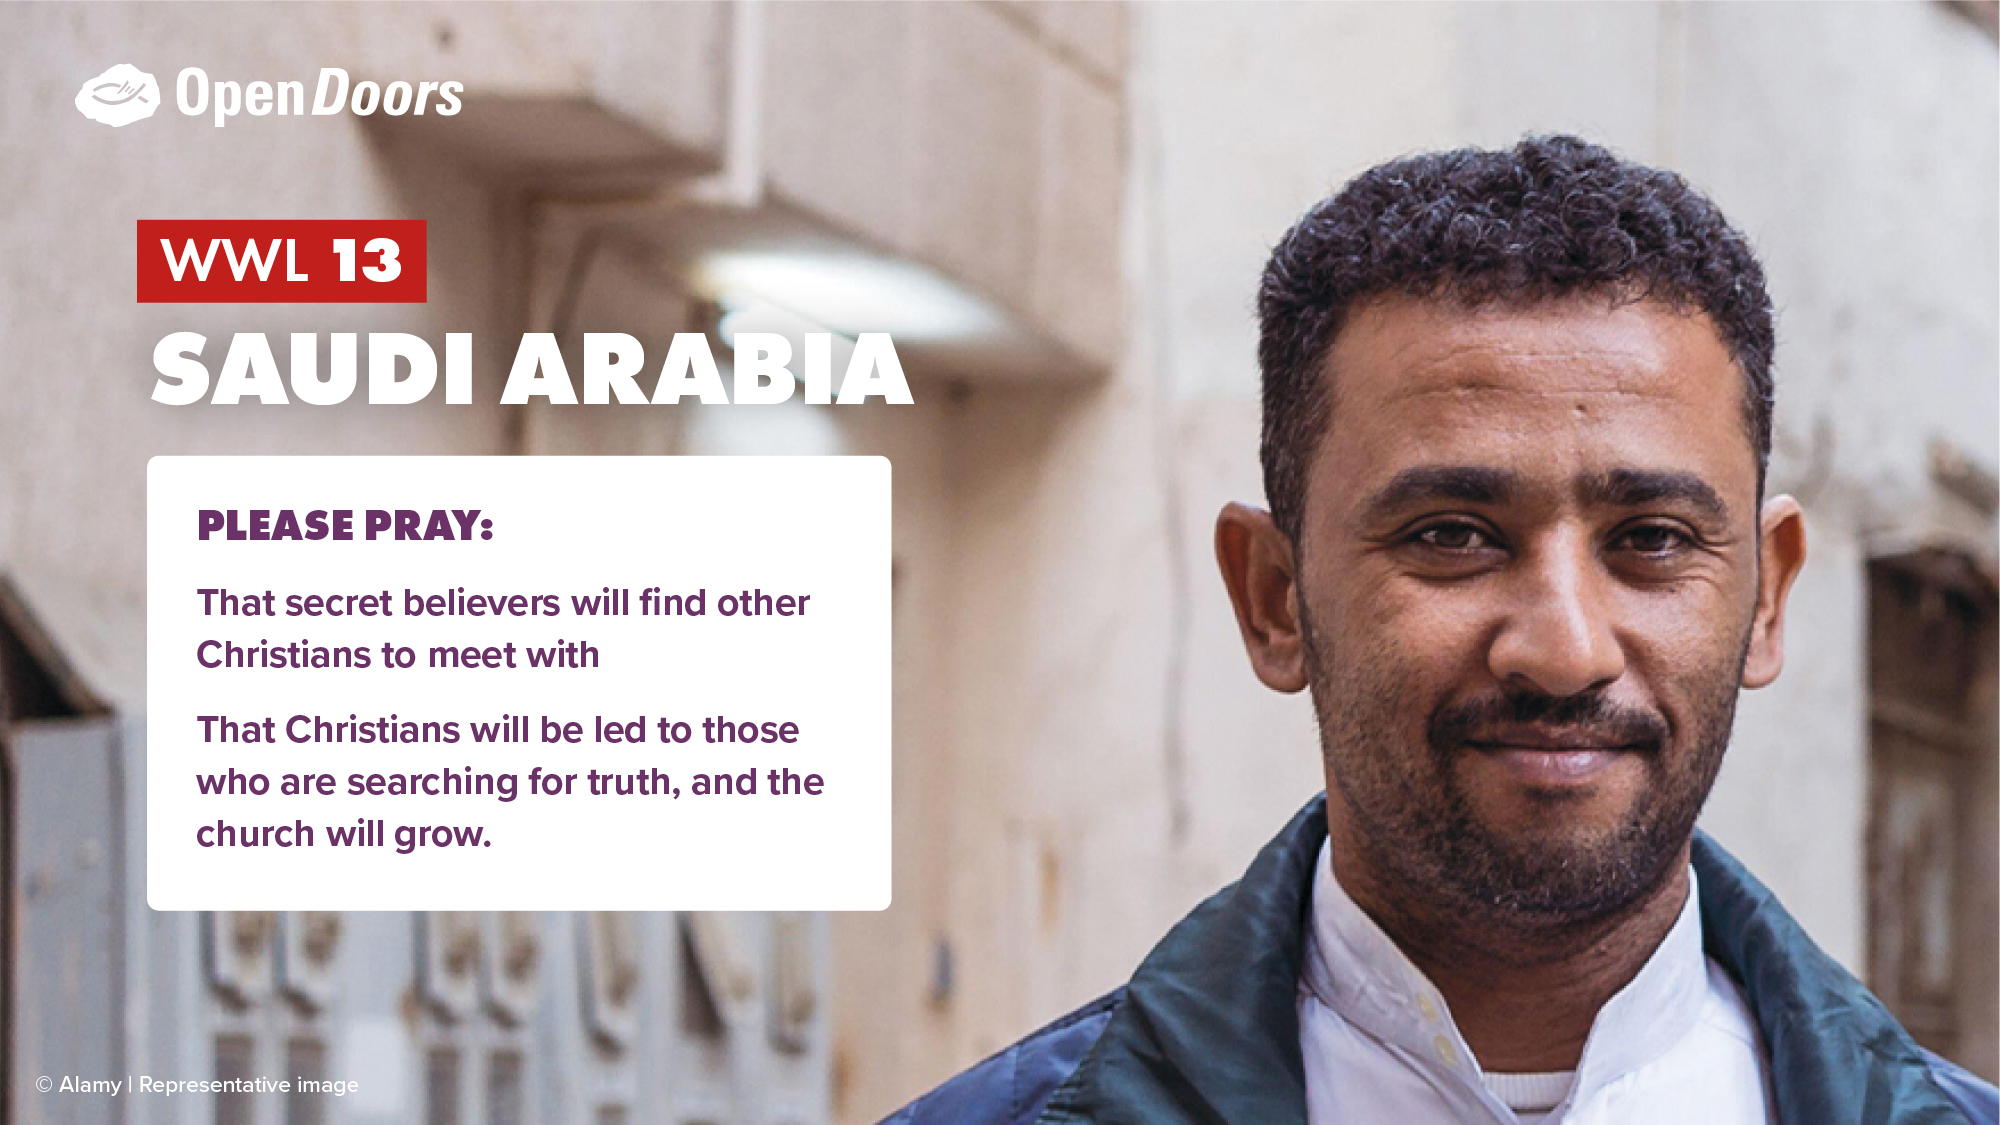 Open Doors
WWL 13
SAUDI ARABIA
PLEASE PRAY:
That secret believers will find other
Christians to meet with
That Christians will be led to those
who are searching for truth, and the
church will grow.
© Alamy | Representative image